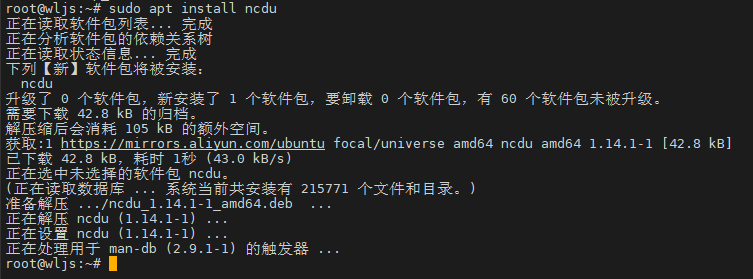 root@wljs:~# sudo apt install ncdu
正在读取软件包列表... 完成
正在分析软件包的依赖关系树
正在读取状态信息... 完成
下列【新】软件包将被安装：
  ncdu
升级了 0 个软件包，新安装了 1 个软件包，要卸载 0 个软件包，有 60 个软件包未被升级。
需要下载 42.8 kB 的归档。
解压缩后会消耗 105 kB 的额外空间。
获取:1 https://mirrors.aliyun.com/ubuntu focal/universe amd64 ncdu amd64 1.14.1-1 [42.8 kB]
已下载 42.8 kB，耗时 1秒 (43.0 kB/s)
正在选中未选择的软件包 ncdu。
(正在读取数据库 ... 系统当前共安装有 215771 个文件和目录。)
准备解压 .../ncdu_1.14.1-1_amd64.deb  ...
正在解压 ncdu (1.14.1-1) ...
正在设置 ncdu (1.14.1-1) ...
正在处理用于 man-db (2.9.1-1) 的触发器 ...
root@wljs:~#